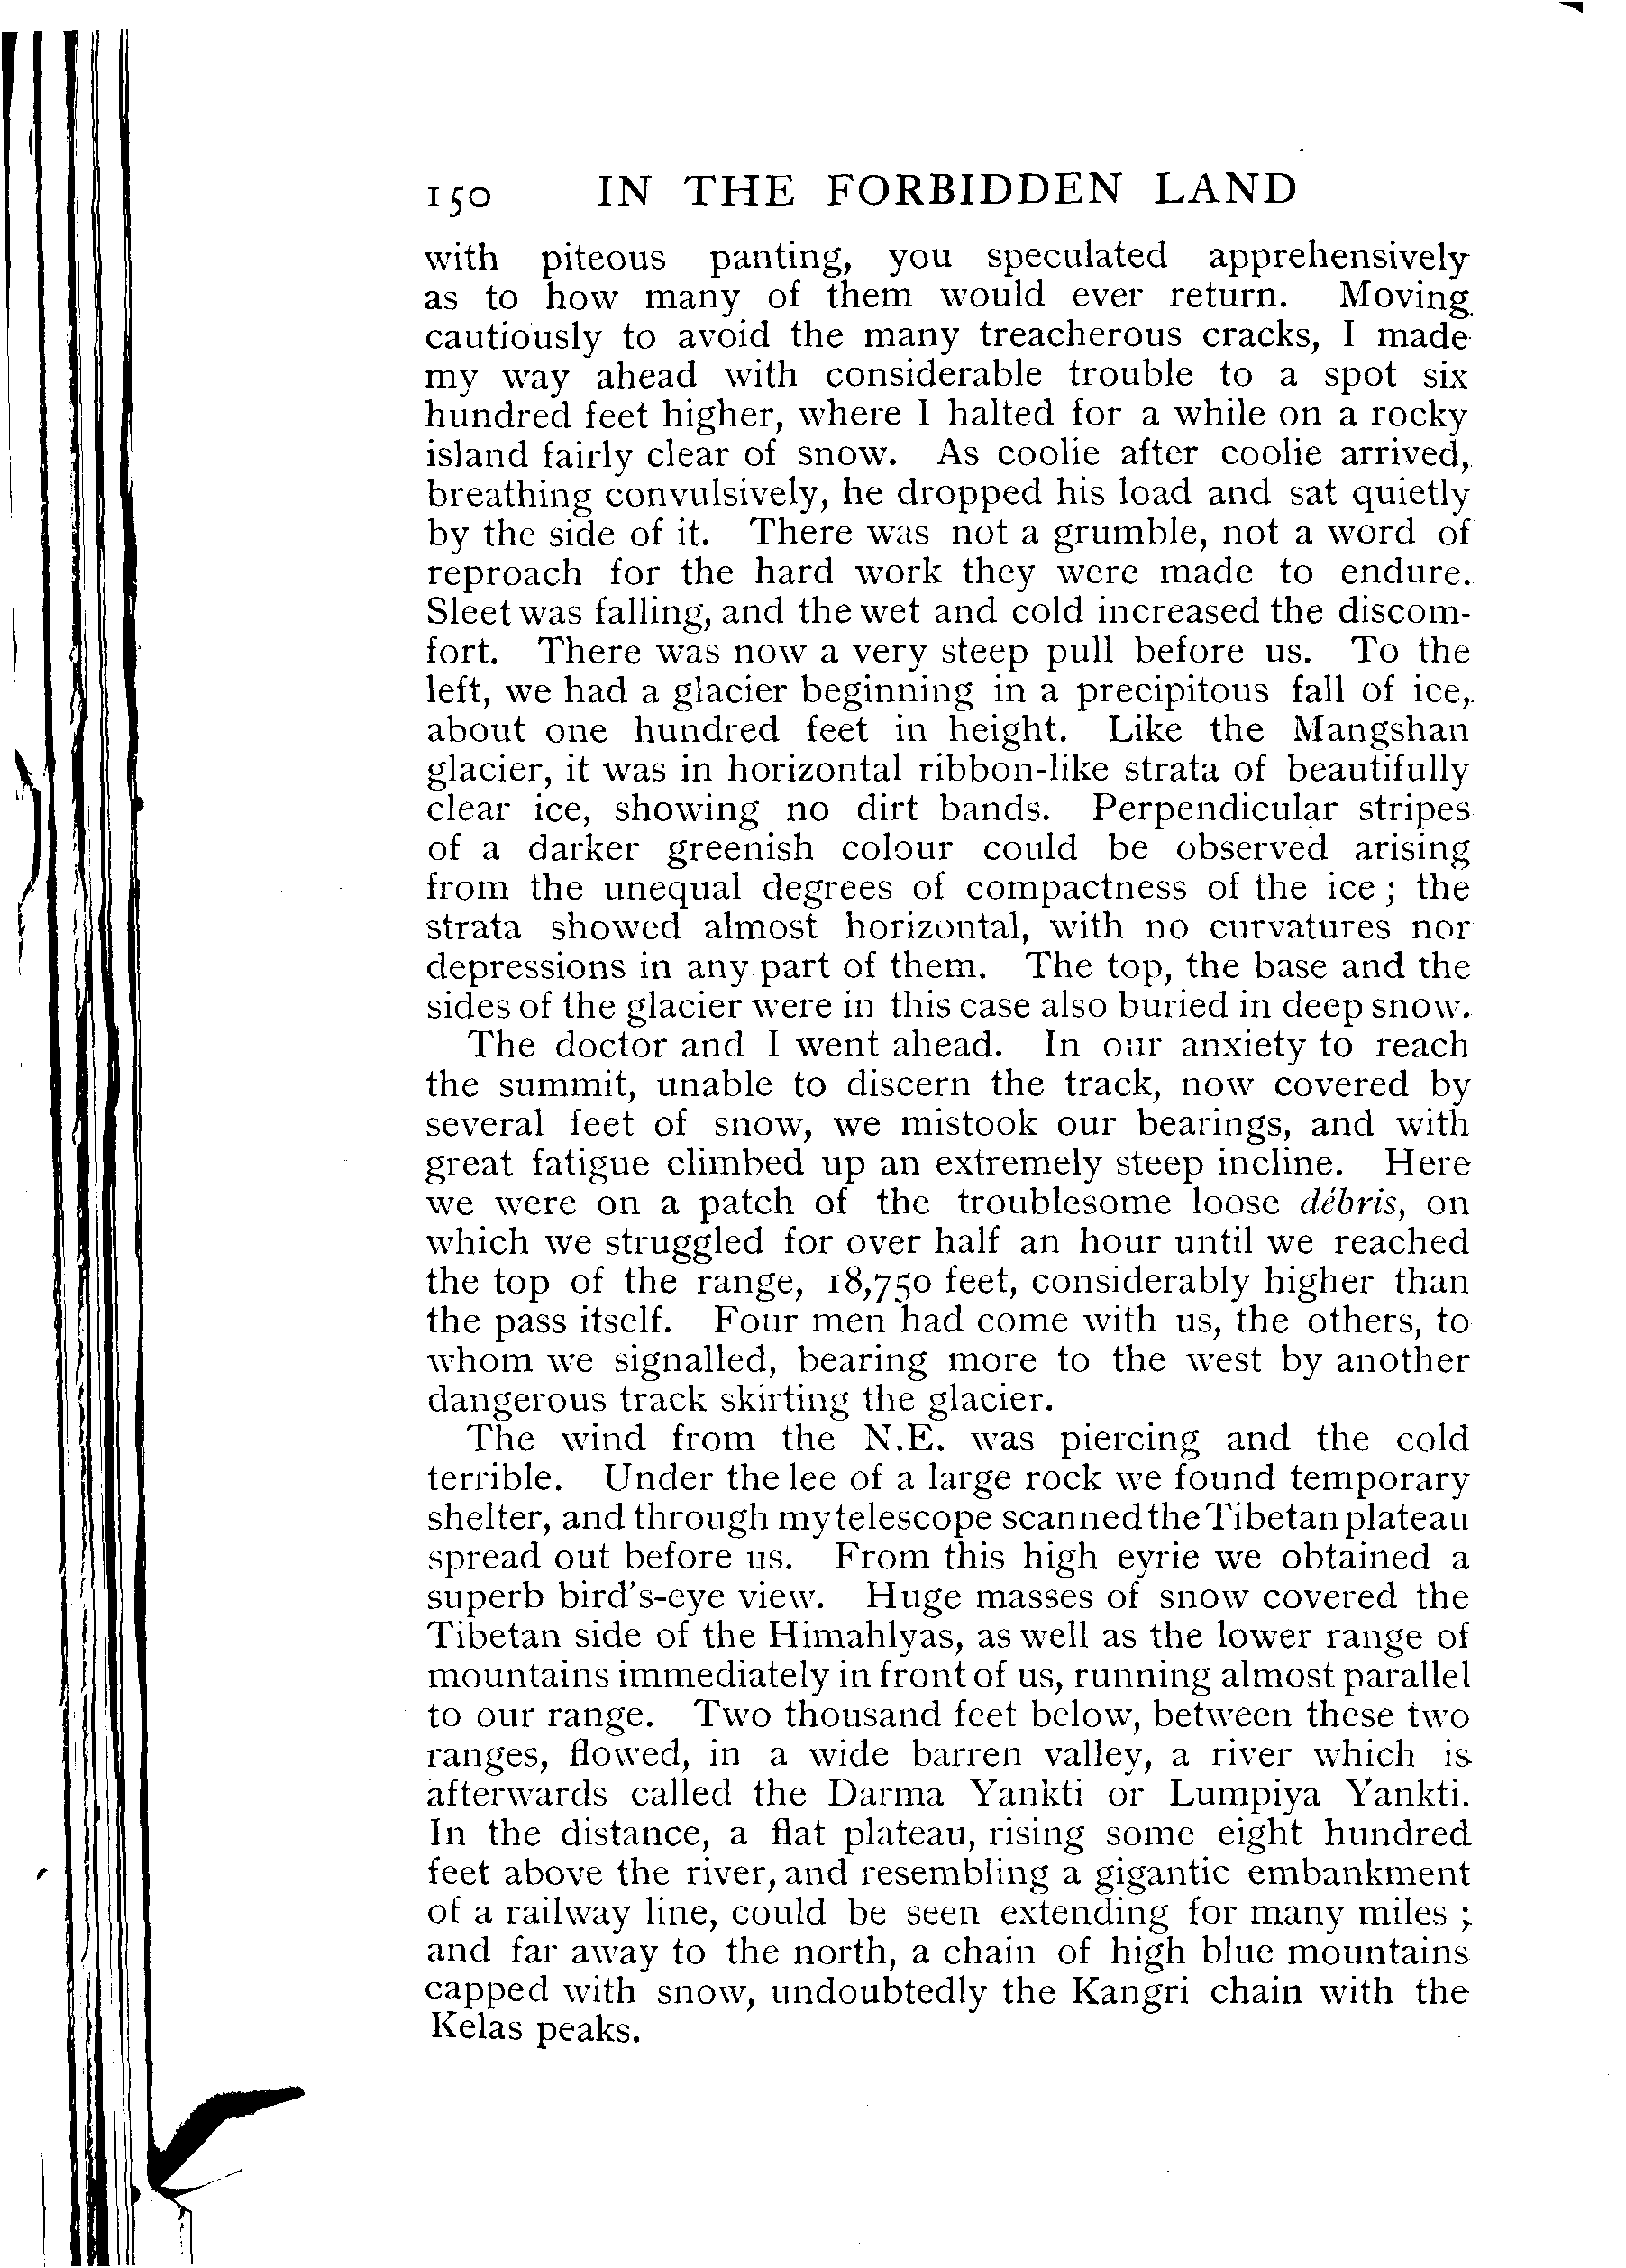 150 IN THE FORBIDDEN LAND
with piteous panting, you speculated apprehensively
as to how many of them would ever return. Moving
cautiously to avoid the many treacherous cracks, I made
my way ahead with considerable trouble to a spot six
hundred feet higher, where I halted for a while on a rocky
island fairly clear of snow. As coolie after coolie arrived,
breathing convulsively, he dropped his load and sat quietly
by the side of it. There was not a grumble, not a word of
reproach for the hard work they were made to endure.
Sleet was falling, and the wet and cold increased the discom-
fort. There was now a very steep pull before us. To the
left, we had a glacier beginning in a precipitous fall of ice,
about one hundred feet in height. Like the Mangshan
glacier, it was in horizontal ribbon-like strata of beautifully
clear ice, showing no dirt bands. Perpendicular stripes
of a darker greenish colour could be observed arising
from the unequal degrees of compactness of the ice ; the
strata showed almost horizontal, with no curvatures nor
depressions in any part of them. The top, the base and the
sides of the glacier were in this case also buried in deep snow.
The doctor and I went ahead. In our anxiety to reach
the summit, unable to discern the track, now covered by
several feet of snow, we mistook our bearings, and with
great fatigue climbed up an extremely steep incline. Here
we were on a patch of the troublesome loose débris, on
which we struggled for over half an hour until we reached
the top of the range, 18,750 feet, considerably higher than
the pass itself. Four men had come with us, the others, to
whom we signalled, bearing more to the west by another
dangerous track skirting the glacier.
The wind from the N.E. was piercing and the cold
terrible. Under the lee of a large rock we found temporary
shelter, and through my telescope scanned the Tibetan plateau
spread out before us. From this high eyrie we obtained a
superb bird's-eye view. Huge masses of snow covered the
Tibetan side of the Himahlyas, as well as the lower range of
mountains immediately in front of us, running almost parallel
to our range. Two thousand feet below, between these two
ranges, flowed, in a wide barren valley, a river which is
afterwards called the Darma Yankti or Lumpiya Yankti.
In the distance, a flat plateau, rising some eight hundred
feet above the river, and resembling a gigantic embankment
of a railway line, could be seen extending for many miles ;
and far away to the north, a chain of high blue mountains
capped with snow, undoubtedly the Kangri chain with the
Kelas peaks.